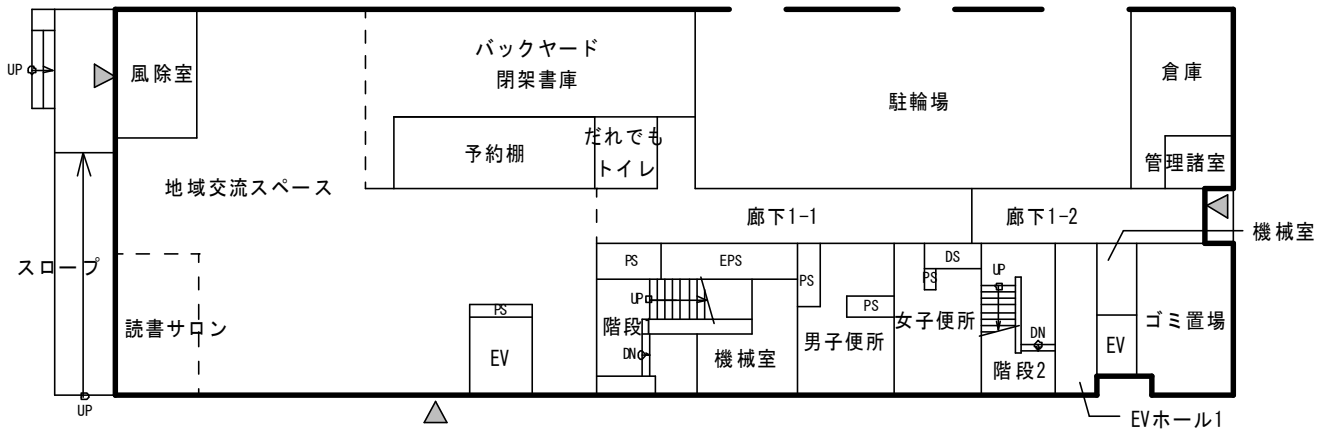 バックヤード
閉架書庫
UP
風除室
倉庫
駐輪場
だれでも
トイレ
予約棚
管理諸室
地域交流スペース
廊下1-1
廊下1-2
機械室
スロープ
PS
EPS
DS
PS
PS
UP
UP
PS
PS
読書サロン
階段1
女子便所
ゴミ置場
男子便所
DN
EV
DN
機械室
EV
階段2
UP
EVホール1